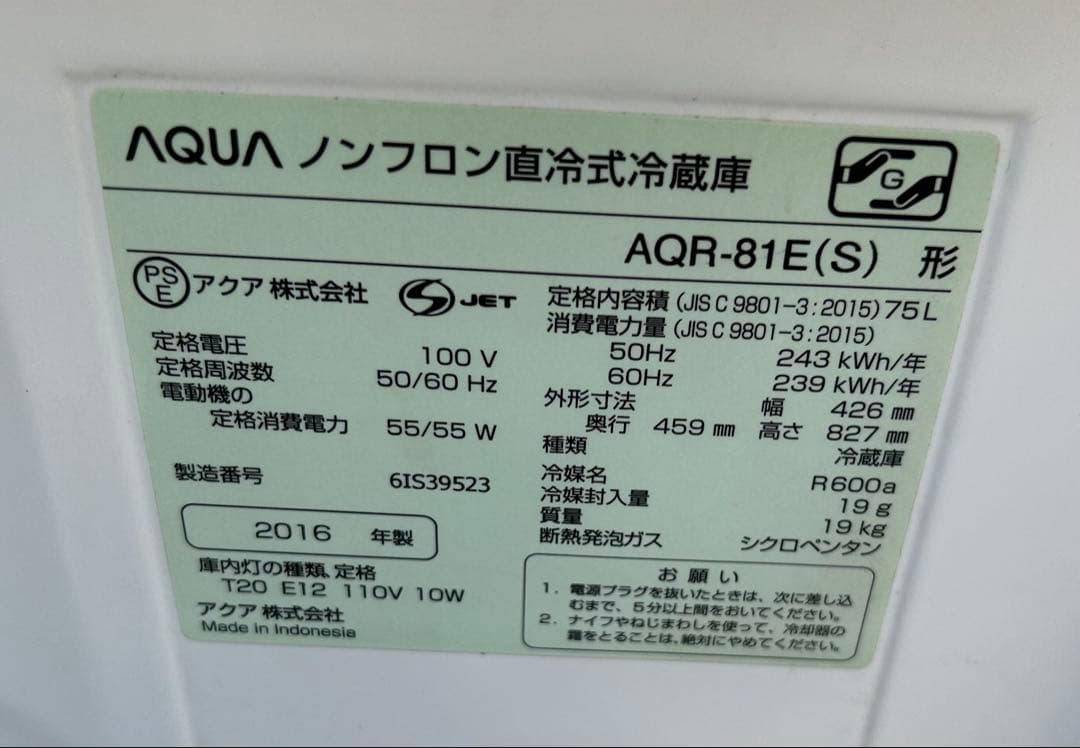 AQUA ノンフロン直冷式冷蔵庫
G
AQR-81E(S) 形
PSE アクア 株式会社
JET
定格電圧 100 V
定格周波数 50/60 Hz
電動機の
定格消費電力 55/55 W
製造番号 6IS39523
2016 年製
庫内灯の種類、定格
T20 E12 110V 10W
アクア 株式会社
Made in Indonesia
定格内容積 (JIS C 9801-3:2015) 75L
消費電力量 (JIS C 9801-3:2015)
50Hz 243 kWh/年
60Hz 239 kWh/年
外形寸法 幅 426 mm
奥行 459 mm 高さ 827 mm
種類 冷蔵庫
冷媒名 R600a
冷媒封入量 19 g
質量 19 kg
断熱発泡ガス シクロペンタン
お願い
1. 電源プラグを抜いたときは、次に差し込
むまで、5分以上間をおいてください。
2. ナイフやねじまわしを使って、冷却器の
霜をとることは、絶対にやめてください。